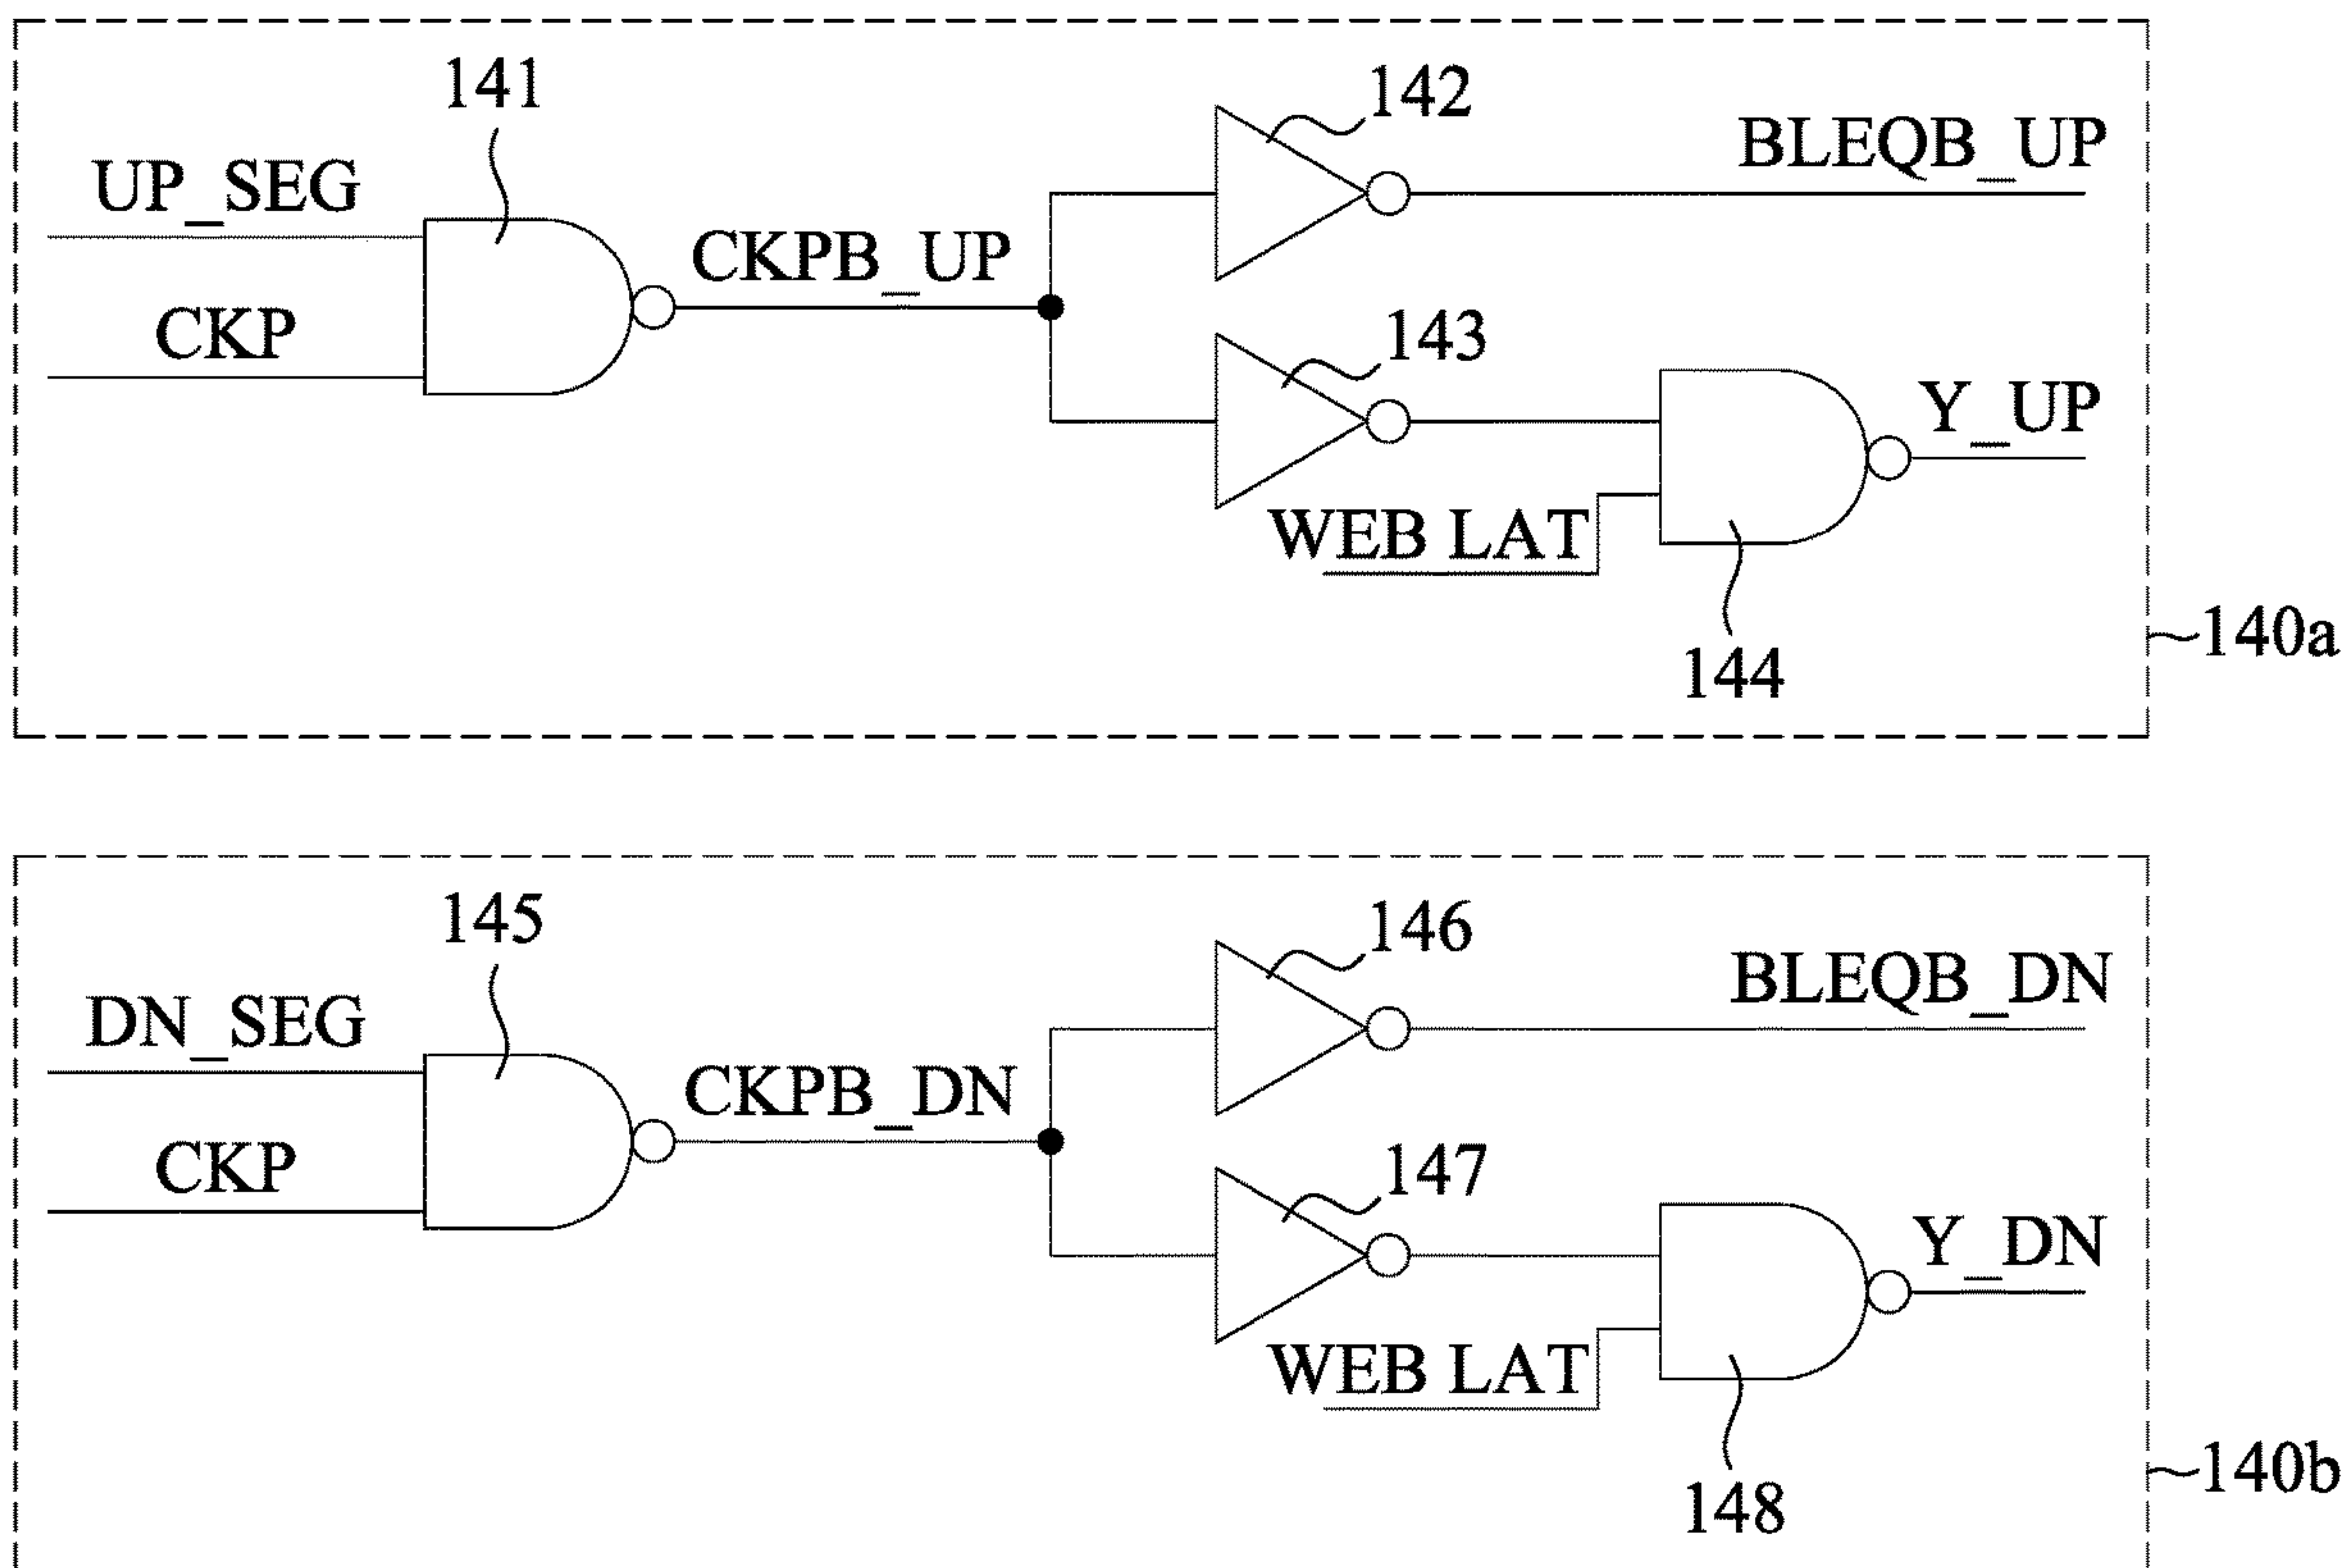 141
142
BLEQB_UP
UP_SEG
CKPB_UP
CKP
143
Y_UP
WEB LAT
144
140a
145
146
BLEQB_DN
DN_SEG
CKPB_DN
CKP
147
Y_DN
WEB LAT
148
140b